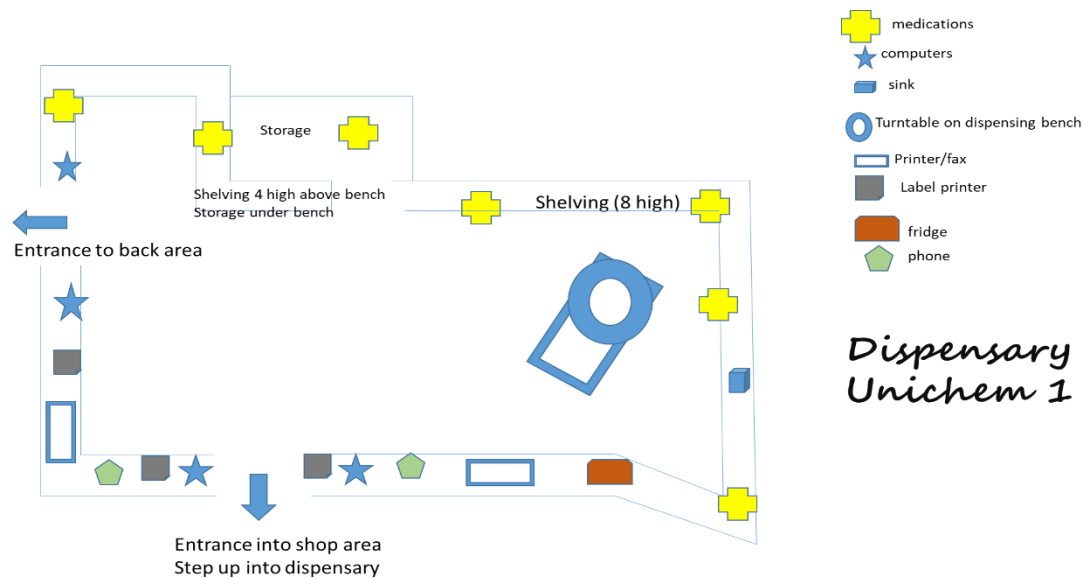 Storage
Shelving 4 high above bench
Storage under bench
Shelving (8 high)
Entrance to back area
Entrance into shop area
Step up into dispensary
medications
computers
sink
Turntable on dispensing bench
Printer/fax
Label printer
fridge
phone
Dispensary
Unichem 1